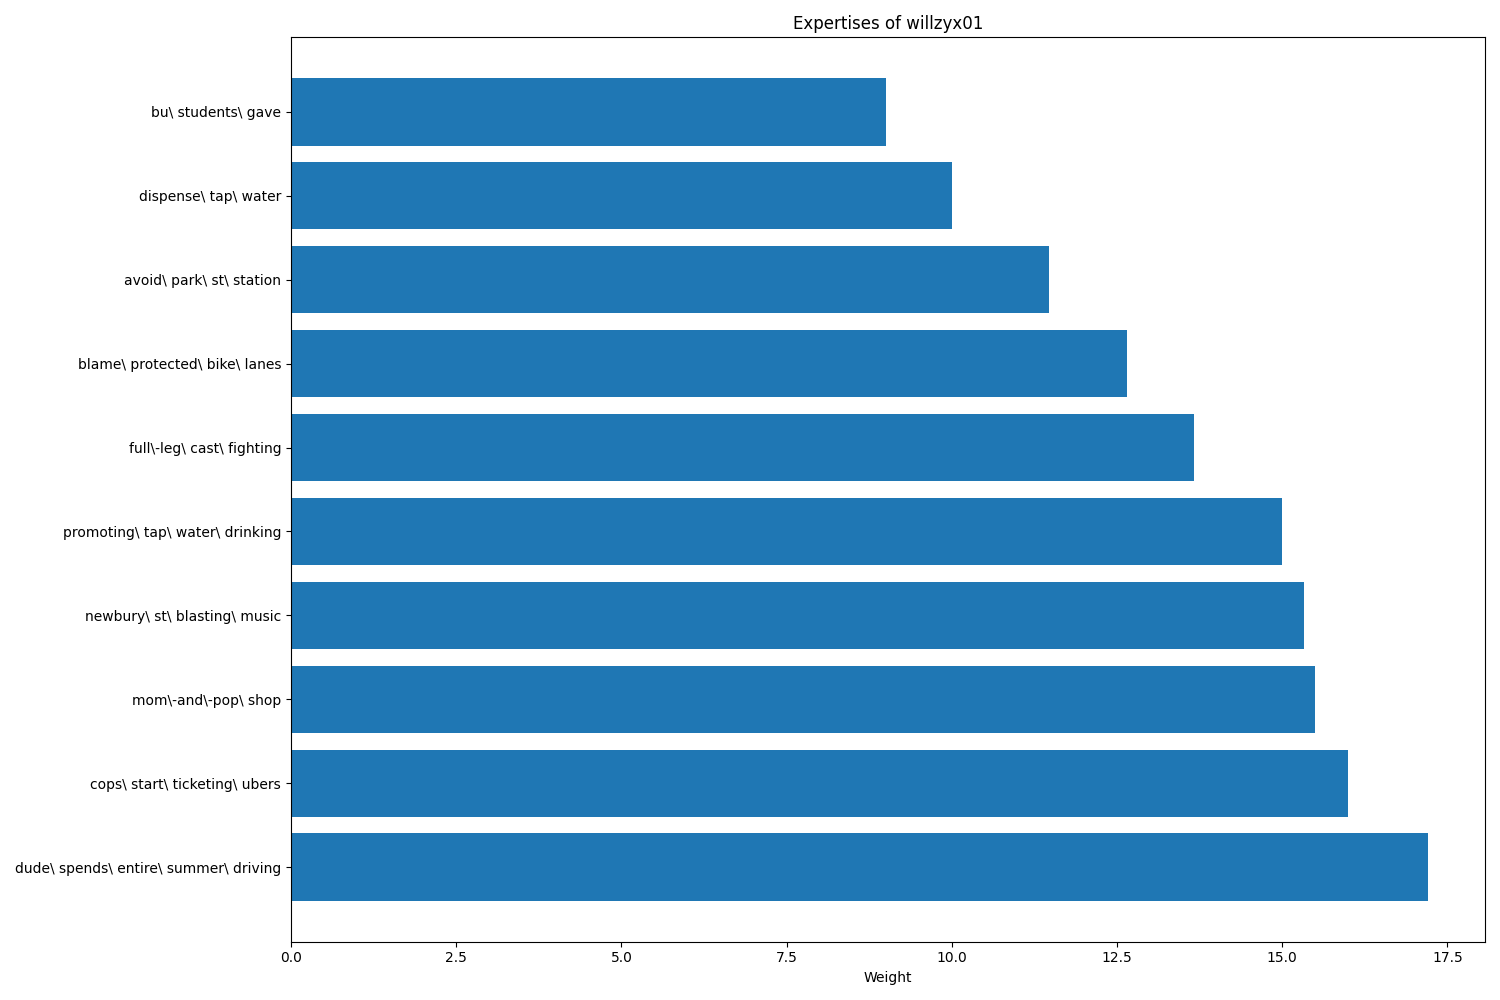 Expertises of willzyx01
bu\ students\ gave
dispense\ tap\ water
avoid\ park\ st\ station
blame\ protected\ bike\ lanes
full\-leg\ cast\ fighting
promoting\ tap\ water\ drinking
newbury\ st\ blasting\ music
mom\-and\-pop\ shop
cops\ start\ ticketing\ ubers
dude\ spends\ entire\ summer\ driving
0.0 2.5 5.0 7.5 10.0 12.5 15.0 17.5
Weight